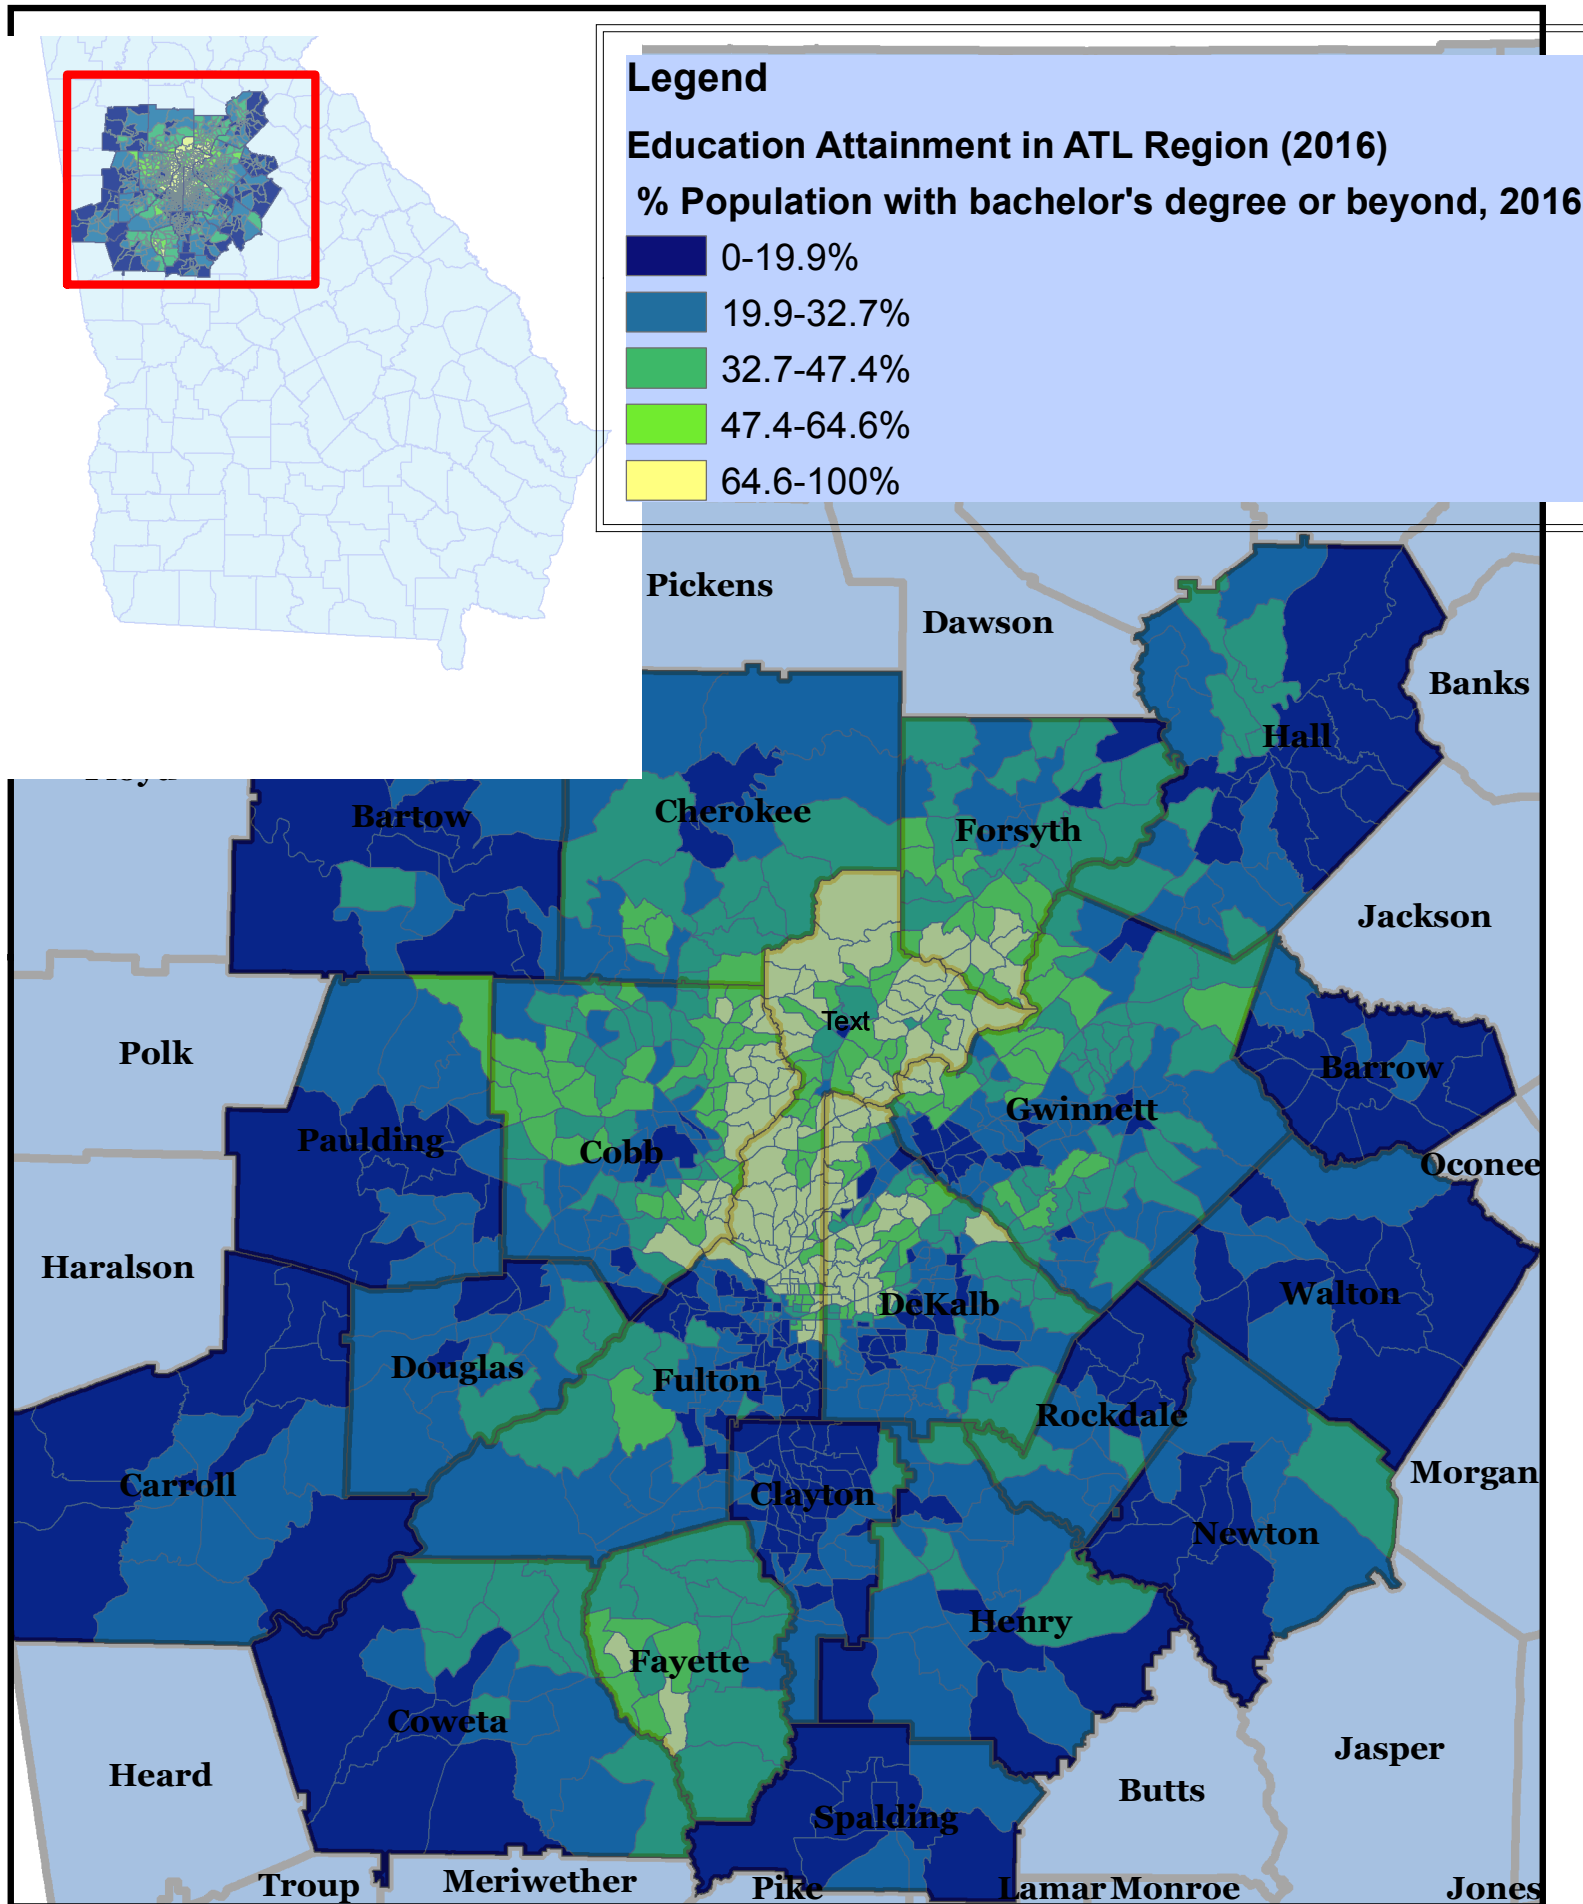 Legend
Education Attainment in ATL Region (2016)
% Population with bachelor's degree or beyond, 2016
0-19.9%
19.9-32.7%
32.7-47.4%
47.4-64.6%
64.6-100%
Pickens
Dawson
Banks
Hall
Bartow
Cherokee
Forsyth
Jackson
Text
Polk
Barrow
Gwinnett
Paulding
Cobb
Oconee
Haralson
Walton
DeKalb
Douglas
Fulton
Rockdale
Carroll
Clayton
Morgan
Newton
Henry
Fayette
Coweta
Jasper
Heard
Butts
Spalding
Troup
Meriwether
Pike
Lamar
Monroe
Jones